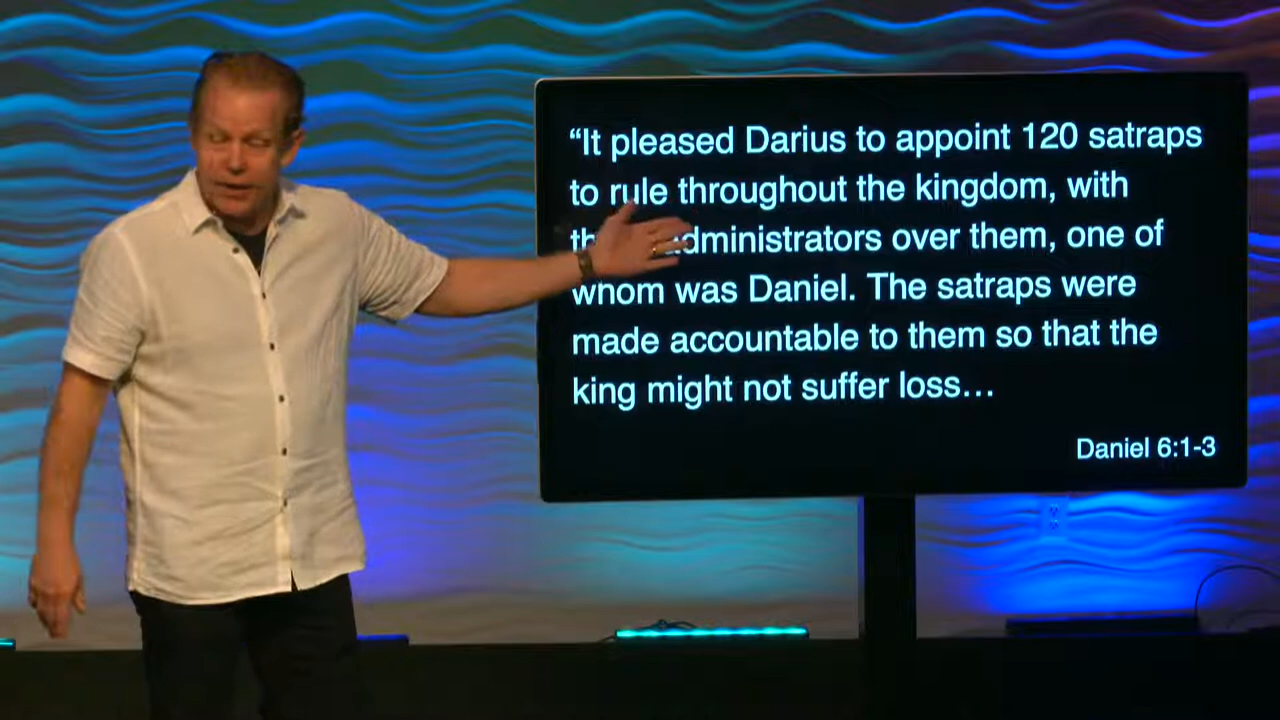 “It pleased Darius to appoint 120 satraps
to rule throughout the kingdom, with
administrators over them, one of
whom was Daniel. The satraps were
made accountable to them so that the
king might not suffer loss…
Daniel 6:1-3